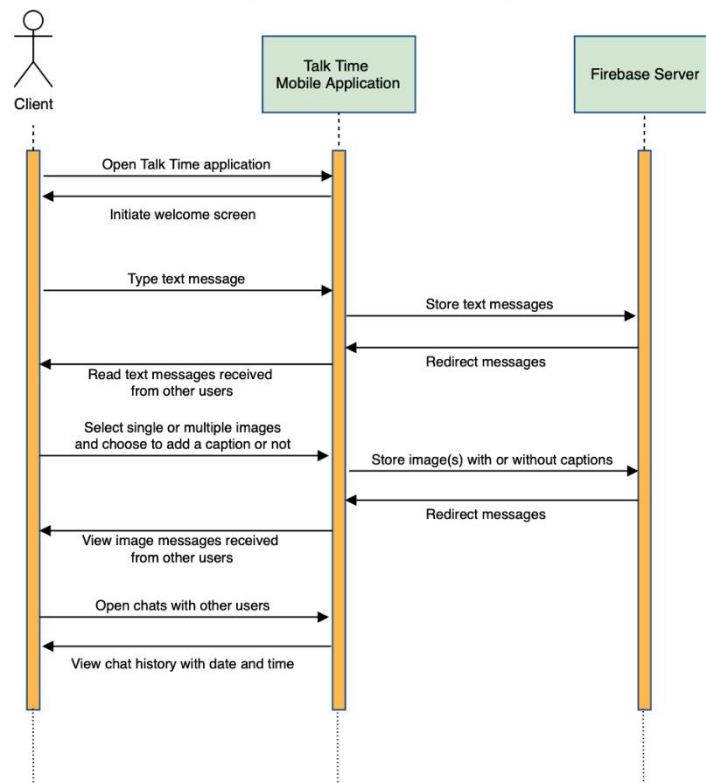 Client
Talk Time
Mobile Application
Firebase Server
Open Talk Time application
Initiate welcome screen
Type text message
Store text messages
Redirect messages
Read text messages received
from other users
Select single or multiple images
and choose to add a caption or not
Store image(s) with or without captions
Redirect messages
View image messages received
from other users
Open chats with other users
View chat history with date and time